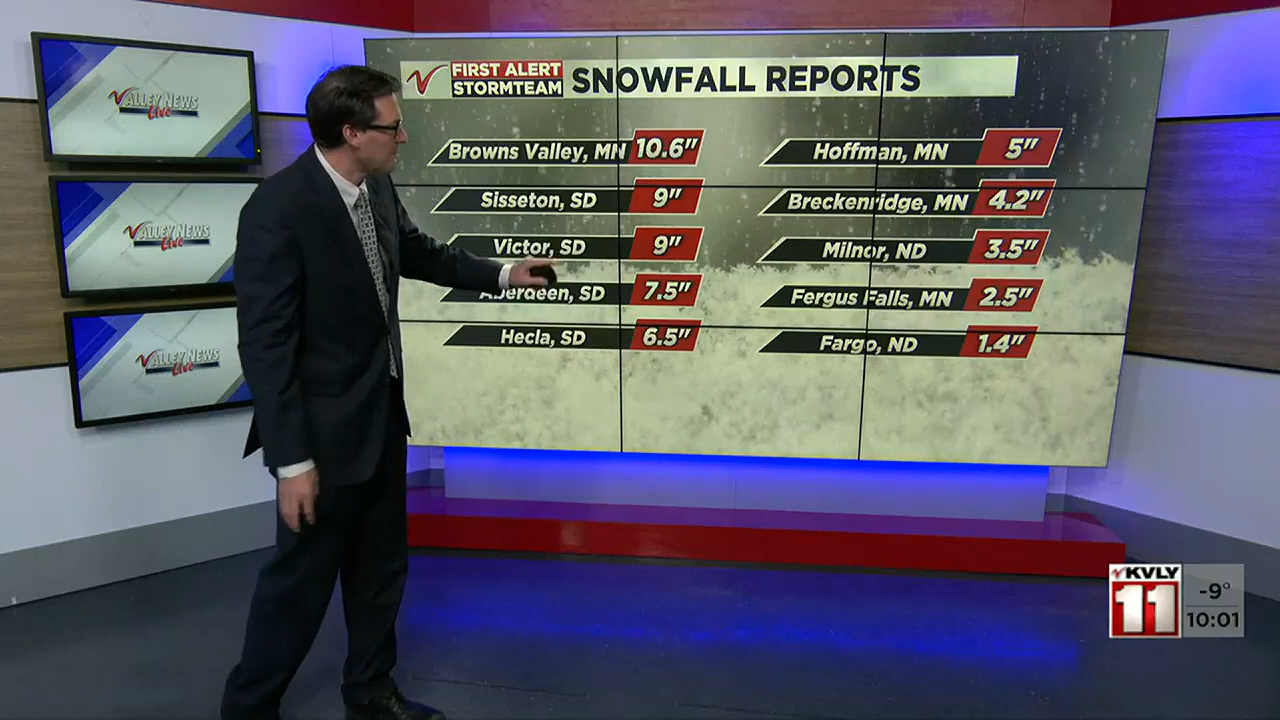 VALLEY NEWS
Live
VALLEY NEWS
Live
VALLEY NEWS
Live
FIRST ALERT
STORMTEAM
SNOWFALL REPORTS
Browns Valley, MN 10.6"
Sisseton, SD 9"
Victor, SD 9"
Aberdeen, SD 7.5"
Hecla, SD 6.5"
Hoffman, MN 5"
Breckenridge, MN 4.2"
Milnor, ND 3.5"
Fergus Falls, MN 2.5"
Fargo, ND 1.4"
KVLY
11
-9°
10:01